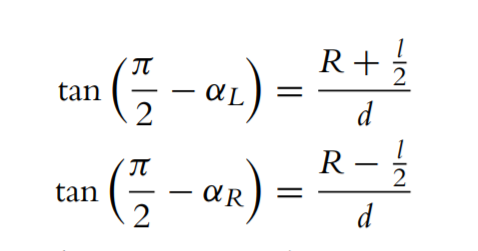 tan(π/2 − α_L) = (R + l/2)/d
tan(π/2 − α_R) = (R − l/2)/d